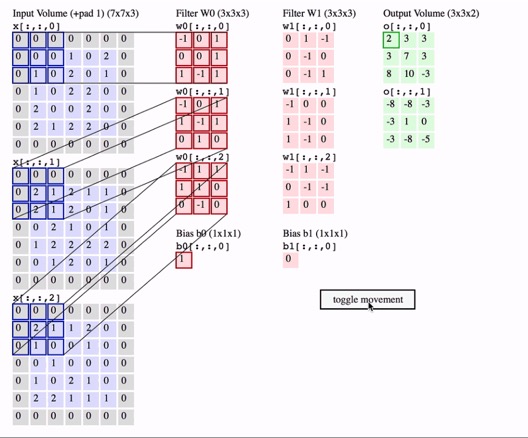 Input Volume (+pad 1) (7x7x3)
x[:,:,0]
0 0 0 0 0 0 0
0 0 0 1 0 2 0
0 1 0 2 0 1 0
0 1 0 2 2 0 0
0 2 0 0 2 0 0
0 2 1 2 2 0 0
0 0 0 0 0 0 0
x[:,:,1]
0 0 0 0 0 0 0
0 2 1 2 1 1 0
0 2 1 2 0 1 0
0 0 2 1 0 1 0
0 1 2 2 2 2 0
0 0 1 2 0 1 0
0 0 0 0 0 0 0
x[:,:,2]
0 0 0 0 0 0 0
0 2 1 1 2 0 0
0 1 0 0 1 0 0
0 0 1 0 0 0 0
0 1 0 2 1 0 0
0 2 2 1 1 1 0
0 0 0 0 0 0 0
Filter W0 (3x3x3)
w0[:,:,0]
-1 0 1
0 0 1
1 -1 1
w0[:,:,1]
-1 0 1
1 -1 1
0 1 0
w0[:,:,2]
-1 1 1
1 1 0
0 -1 0
Bias b0 (1x1x1)
b0[:,:,0]
1
Filter W1 (3x3x3)
w1[:,:,0]
0 1 -1
0 -1 0
0 -1 1
w1[:,:,1]
-1 0 0
1 -1 0
1 -1 0
w1[:,:,2]
-1 1 -1
0 -1 -1
1 0 0
Bias b1 (1x1x1)
b1[:,:,0]
0
Output Volume (3x3x2)
o[:,:,0]
2 3 3
3 7 3
8 10 -3
o[:,:,1]
-8 -8 -3
-3 1 0
-3 -8 -5
toggle movement